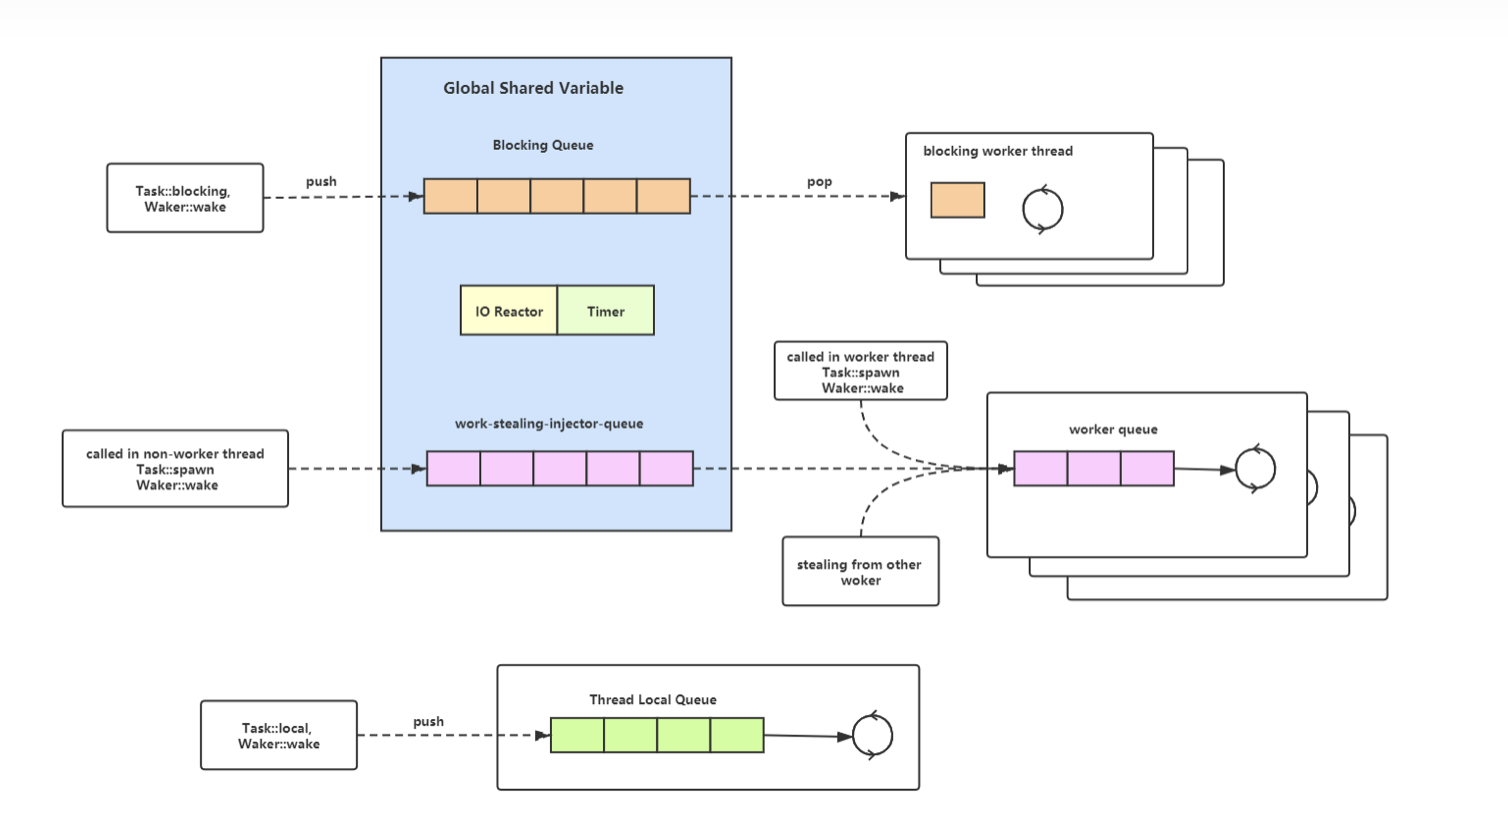 Global Shared Variable
Blocking Queue
Task::blocking,
Waker::wake
push
pop
blocking worker thread
IO Reactor
Timer
called in worker thread
Task::spawn
Waker::wake
work-stealing-injector-queue
called in non-worker thread
Task::spawn
Waker::wake
worker queue
stealing from other
woker
Thread Local Queue
Task::local,
Waker::wake
push